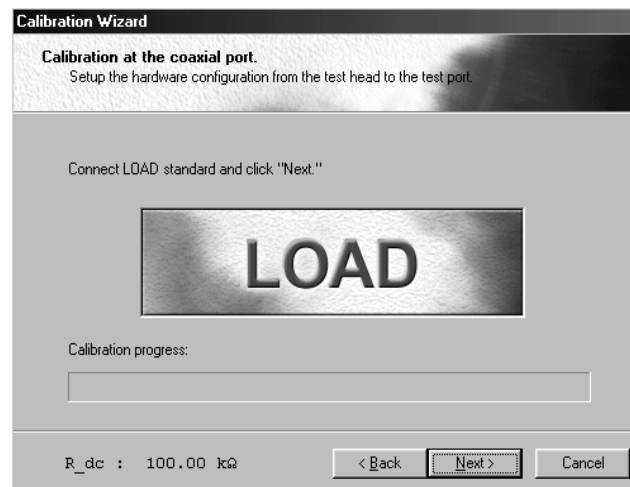 Calibration Wizard
Calibration at the coaxial port.
Setup the hardware configuration from the test head to the test port.
Connect LOAD standard and click "Next."
LOAD
Calibration progress:
R_dc : 100.00 kΩ
< Back
Next >
Cancel